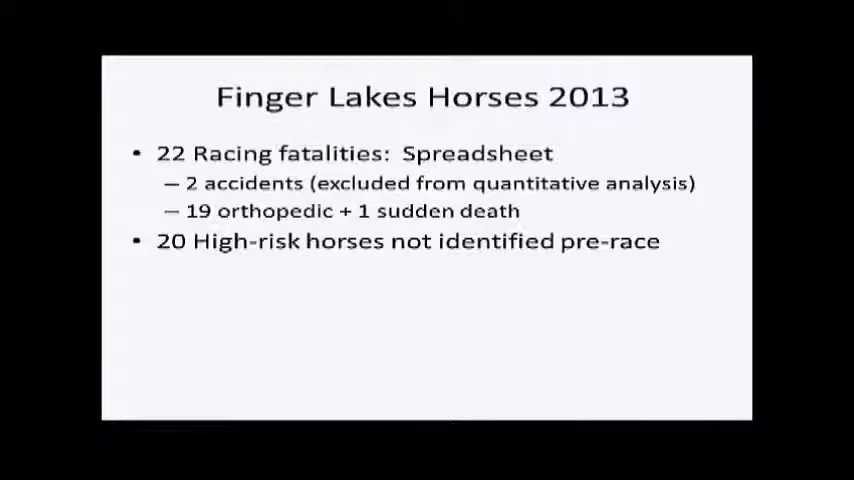 Finger Lakes Horses 2013
• 22 Racing fatalities: Spreadsheet
– 2 accidents (excluded from quantitative analysis)
– 19 orthopedic + 1 sudden death
• 20 High-risk horses not identified pre-race